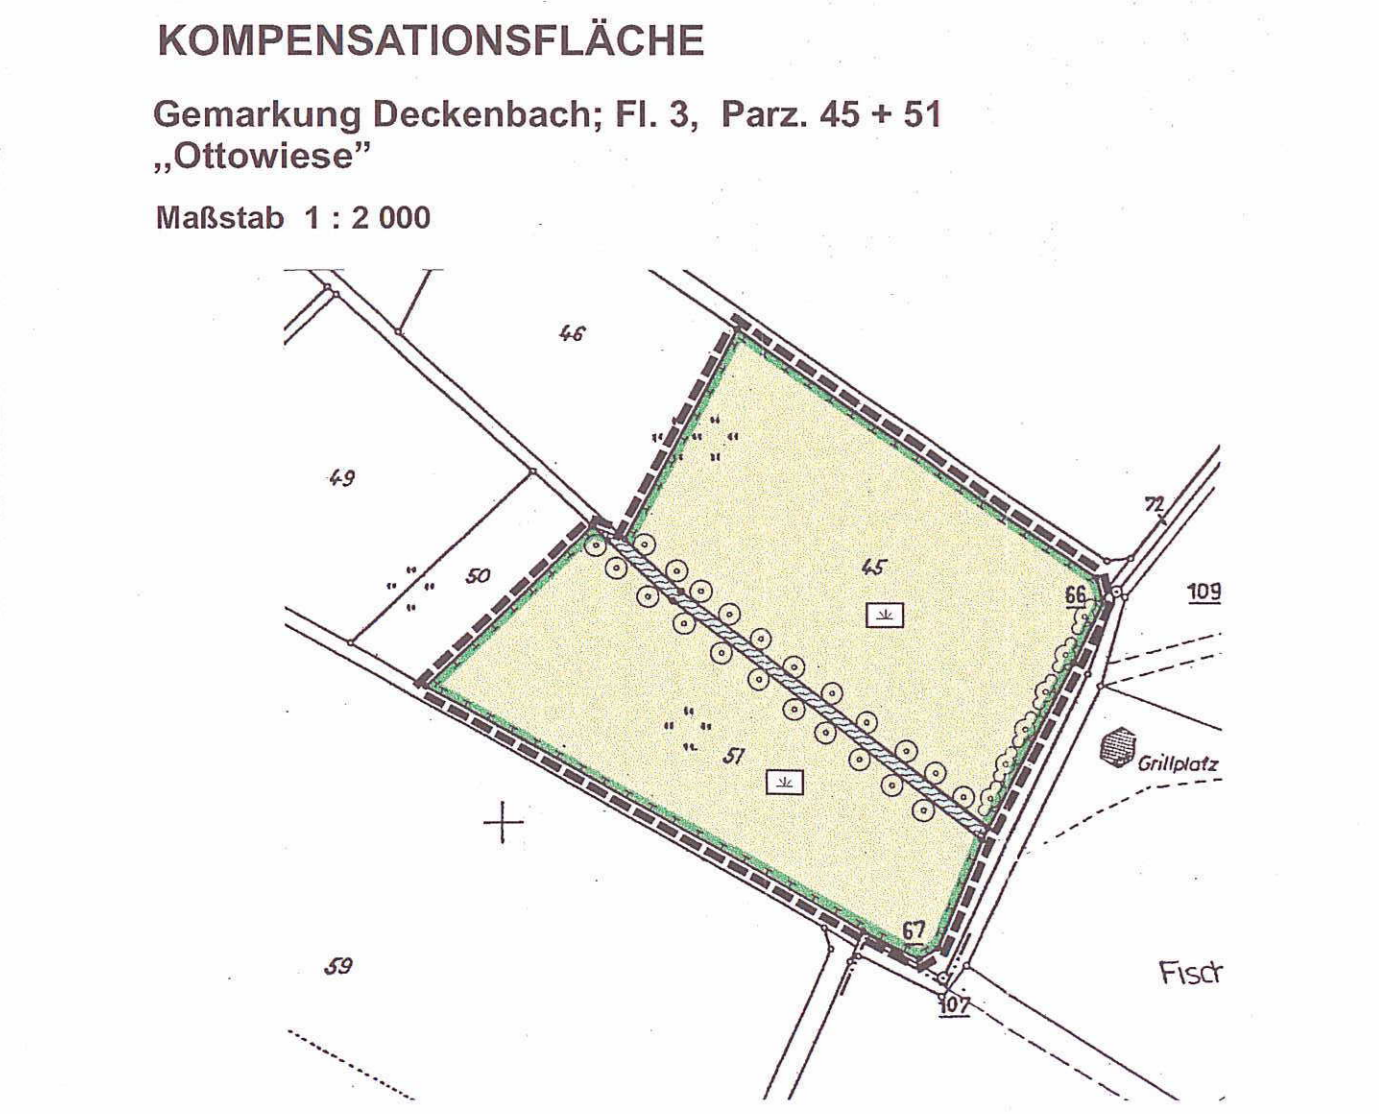 KOMPENSATIONSFLÄCHE
Gemarkung Deckenbach; Fl. 3, Parz. 45 + 51
,,Ottowiese”
Maßstab 1 : 2 000
46
49
72
50
45
66
109
51
Grillplatz
67
59
Fisch
107